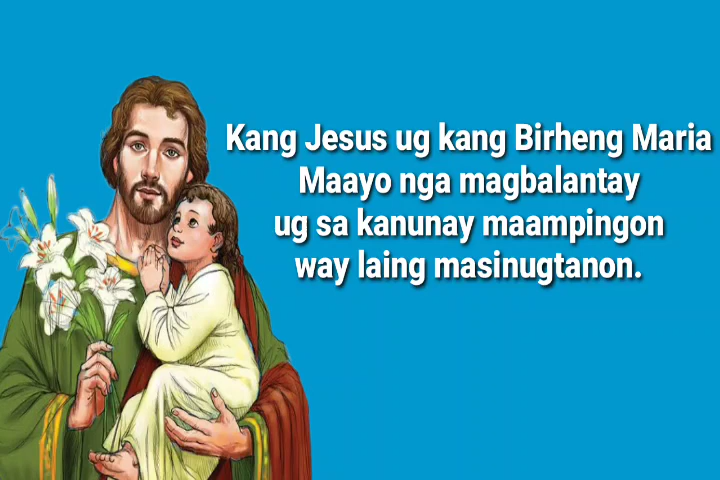 Kang Jesus ug kang Birheng Maria
Maayo nga magbalantay
ug sa kanunay maampingon
way laing masinugtanon.